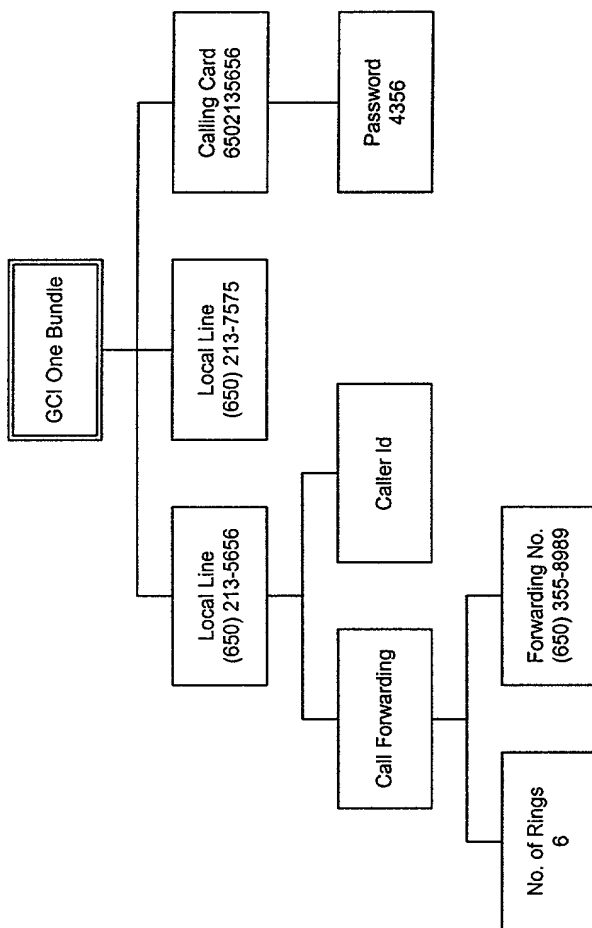 GCI One Bundle
Local Line
(650) 213-5656
Local Line
(650) 213-7575
Calling Card
6502135656
Call Forwarding
Caller Id
Password
4356
No. of Rings
6
Forwarding No.
(650) 355-8989